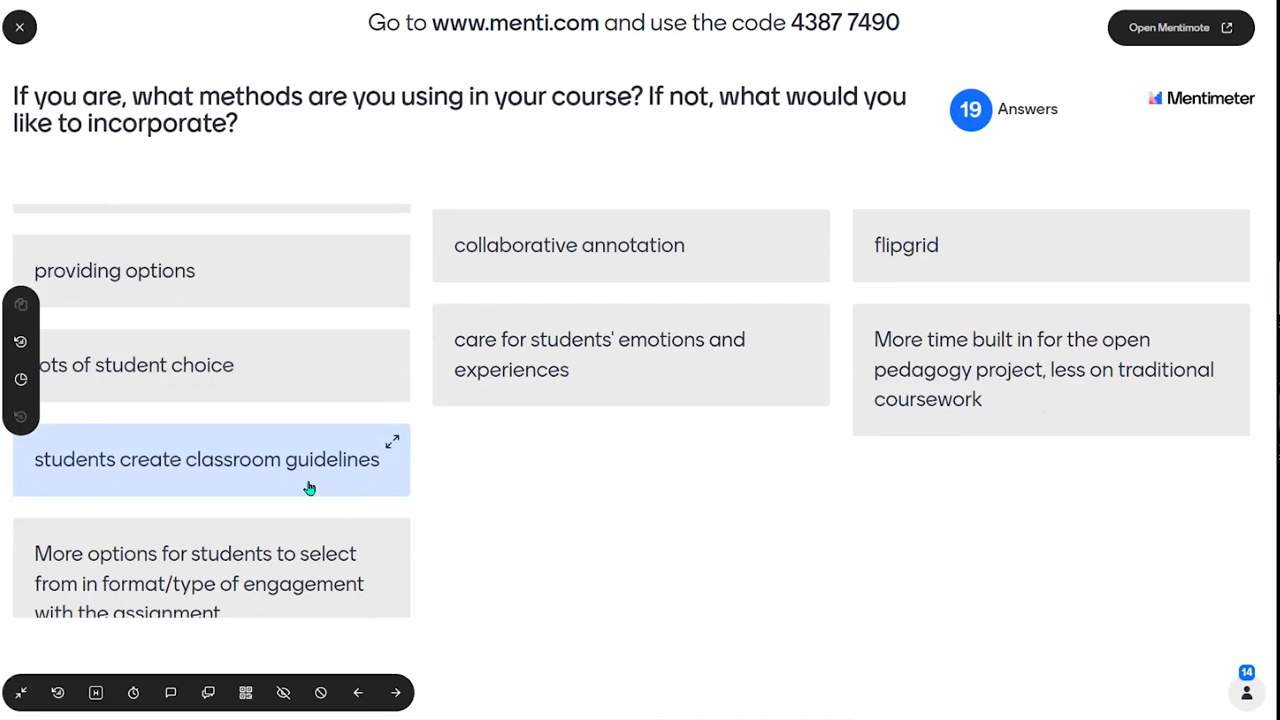 Go to www.menti.com and use the code 4387 7490
Open Mentimote
If you are, what methods are you using in your course? If not, what would you
like to incorporate?
19 Answers
Mentimeter
providing options
ots of student choice
students create classroom guidelines
More options for students to select
from in format/type of engagement
with the assignment
collaborative annotation
care for students' emotions and
experiences
flipgrid
More time built in for the open
pedagogy project, less on traditional
coursework
H
14